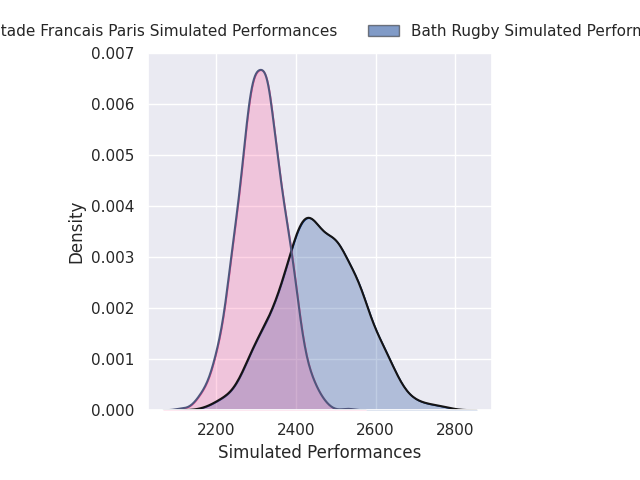 tade Francais Paris Simulated Performances
Bath Rugby Simulated Perform
0.007
0.006
0.005
0.004
0.003
0.002
0.001
0.000
Density
2200 2400 2600 2800
Simulated Performances